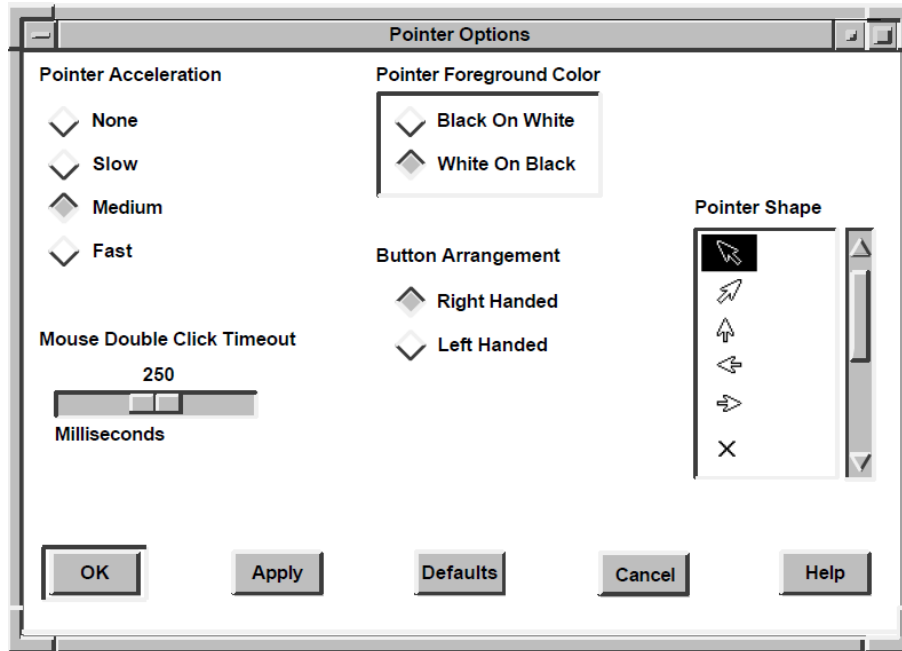 Pointer Options
Pointer Acceleration
None
Slow
Medium
Fast
Mouse Double Click Timeout
250
Milliseconds
Pointer Foreground Color
Black On White
White On Black
Button Arrangement
Right Handed
Left Handed
Pointer Shape
OK
Apply
Defaults
Cancel
Help